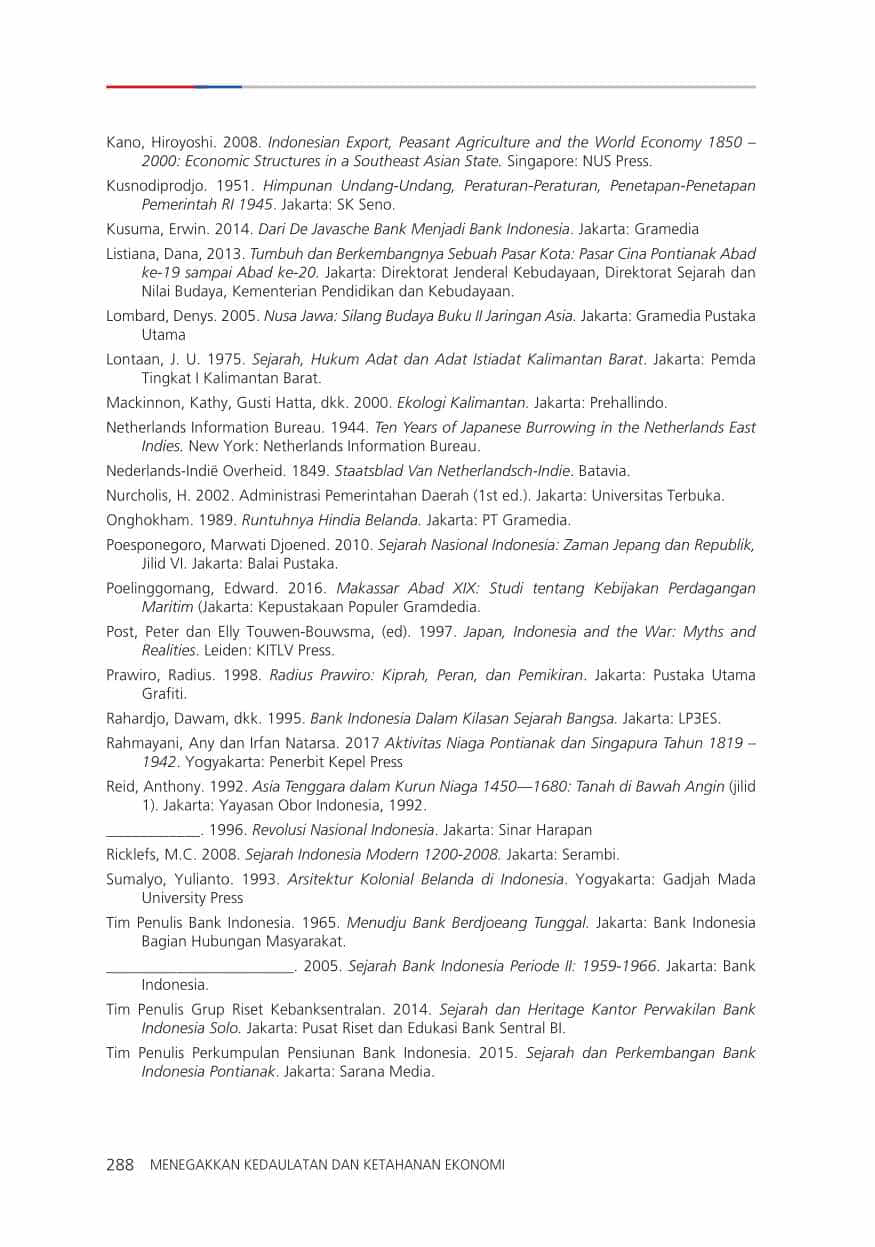 Kano, Hiroyoshi. 2008. Indonesian Export, Peasant Agriculture and the World Economy 1850 –
2000: Economic Structures in a Southeast Asian State. Singapore: NUS Press.
Kusnodiprodjo. 1951. Himpunan Undang-Undang, Peraturan-Peraturan, Penetapan-Penetapan
Pemerintah RI 1945. Jakarta: SK Seno.
Kusuma, Erwin. 2014. Dari De Javasche Bank Menjadi Bank Indonesia. Jakarta: Gramedia
Listiana, Dana, 2013. Tumbuh dan Berkembangnya Sebuah Pasar Kota: Pasar Cina Pontianak Abad
ke-19 sampai Abad ke-20. Jakarta: Direktorat Jenderal Kebudayaan, Direktorat Sejarah dan
Nilai Budaya, Kementerian Pendidikan dan Kebudayaan.
Lombard, Denys. 2005. Nusa Jawa: Silang Budaya Buku II Jaringan Asia. Jakarta: Gramedia Pustaka
Utama
Lontaan, J. U. 1975. Sejarah, Hukum Adat dan Adat Istiadat Kalimantan Barat. Jakarta: Pemda
Tingkat I Kalimantan Barat.
Mackinnon, Kathy, Gusti Hatta, dkk. 2000. Ekologi Kalimantan. Jakarta: Prehallindo.
Netherlands Information Bureau. 1944. Ten Years of Japanese Burrowing in the Netherlands East
Indies. New York: Netherlands Information Bureau.
Nederlands-Indië Overheid. 1849. Staatsblad Van Netherlandsch-Indie. Batavia.
Nurcholis, H. 2002. Administrasi Pemerintahan Daerah (1st ed.). Jakarta: Universitas Terbuka.
Onghokham. 1989. Runtuhnya Hindia Belanda. Jakarta: PT Gramedia.
Poesponegoro, Marwati Djoened. 2010. Sejarah Nasional Indonesia: Zaman Jepang dan Republik,
Jilid VI. Jakarta: Balai Pustaka.
Poelinggomang, Edward. 2016. Makassar Abad XIX: Studi tentang Kebijakan Perdagangan
Maritim (Jakarta: Kepustakaan Populer Gramdedia.
Post, Peter dan Elly Touwen-Bouwsma, (ed). 1997. Japan, Indonesia and the War: Myths and
Realities. Leiden: KITLV Press.
Prawiro, Radius. 1998. Radius Prawiro: Kiprah, Peran, dan Pemikiran. Jakarta: Pustaka Utama
Grafiti.
Rahardjo, Dawam, dkk. 1995. Bank Indonesia Dalam Kilasan Sejarah Bangsa. Jakarta: LP3ES.
Rahmayani, Any dan Irfan Natarsa. 2017 Aktivitas Niaga Pontianak dan Singapura Tahun 1819 –
1942. Yogyakarta: Penerbit Kepel Press
Reid, Anthony. 1992. Asia Tenggara dalam Kurun Niaga 1450—1680: Tanah di Bawah Angin (jilid
1). Jakarta: Yayasan Obor Indonesia, 1992.
____________. 1996. Revolusi Nasional Indonesia. Jakarta: Sinar Harapan
Ricklefs, M.C. 2008. Sejarah Indonesia Modern 1200-2008. Jakarta: Serambi.
Sumalyo, Yulianto. 1993. Arsitektur Kolonial Belanda di Indonesia. Yogyakarta: Gadjah Mada
University Press
Tim Penulis Bank Indonesia. 1965. Menudju Bank Berdjoeang Tunggal. Jakarta: Bank Indonesia
Bagian Hubungan Masyarakat.
________________________. 2005. Sejarah Bank Indonesia Periode II: 1959-1966. Jakarta: Bank
Indonesia.
Tim Penulis Grup Riset Kebanksentralan. 2014. Sejarah dan Heritage Kantor Perwakilan Bank
Indonesia Solo. Jakarta: Pusat Riset dan Edukasi Bank Sentral BI.
Tim Penulis Perkumpulan Pensiunan Bank Indonesia. 2015. Sejarah dan Perkembangan Bank
Indonesia Pontianak. Jakarta: Sarana Media.
288 MENEGAKKAN KEDAULATAN DAN KETAHANAN EKONOMI